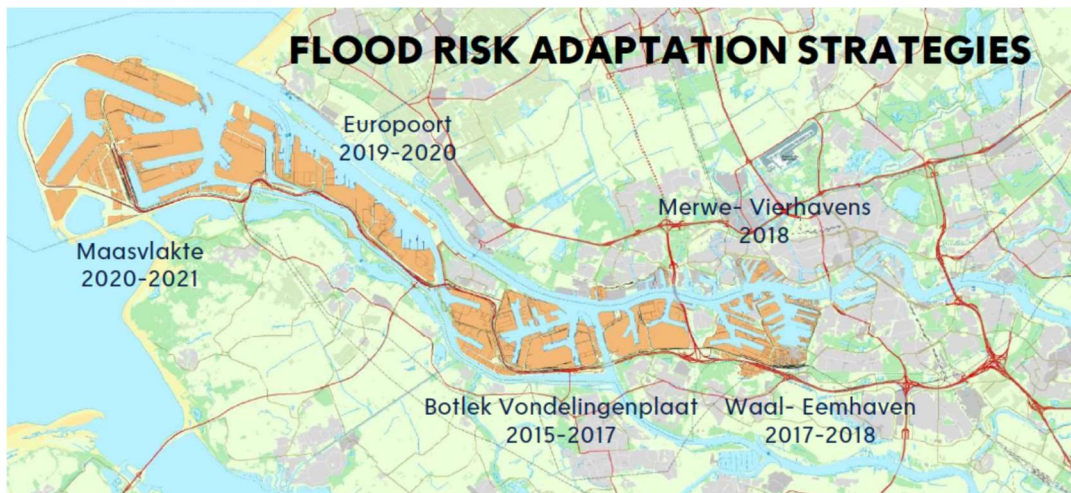 FLOOD RISK ADAPTATION STRATEGIES
Europoort
2019-2020
Merwe- Vierhavens
2018
Maasvlakte
2020-2021
Botlek Vondelingenplaat
2015-2017
Waal- Eemhaven
2017-2018